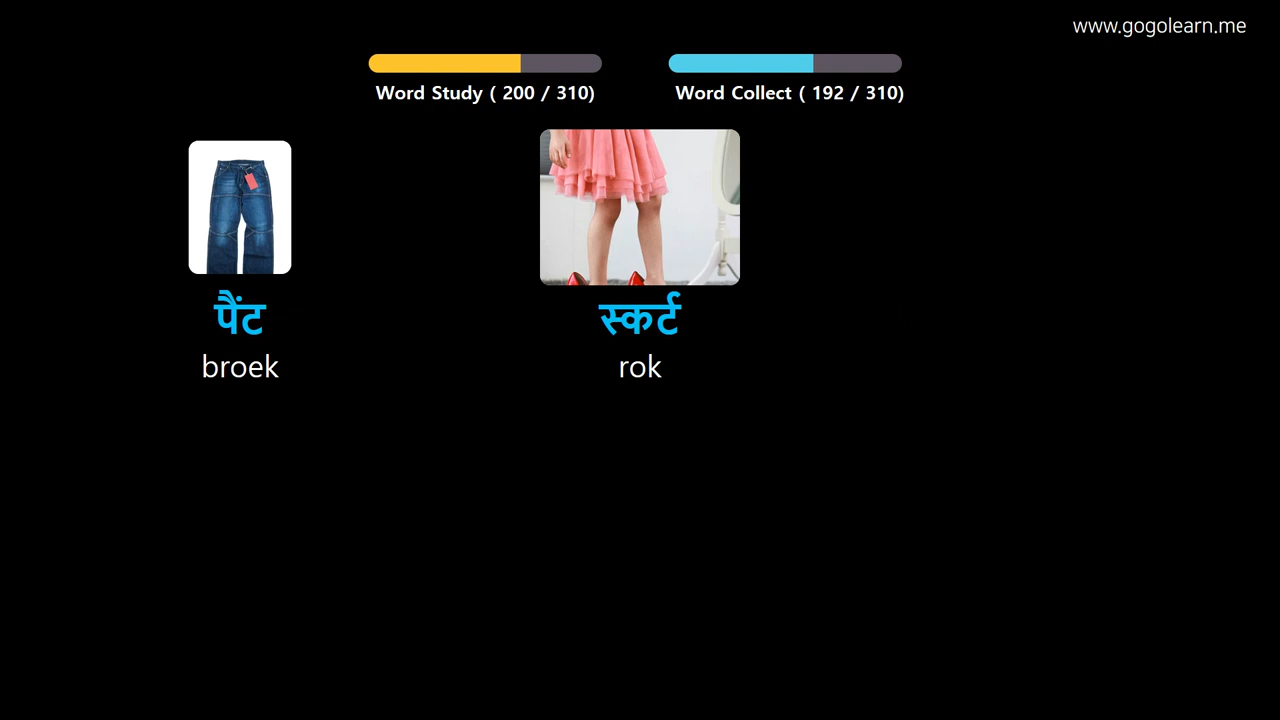 www.gogolearn.me
Word Study ( 200 / 310)
Word Collect ( 192 / 310)
पैंट
broek
स्कर्ट
rok